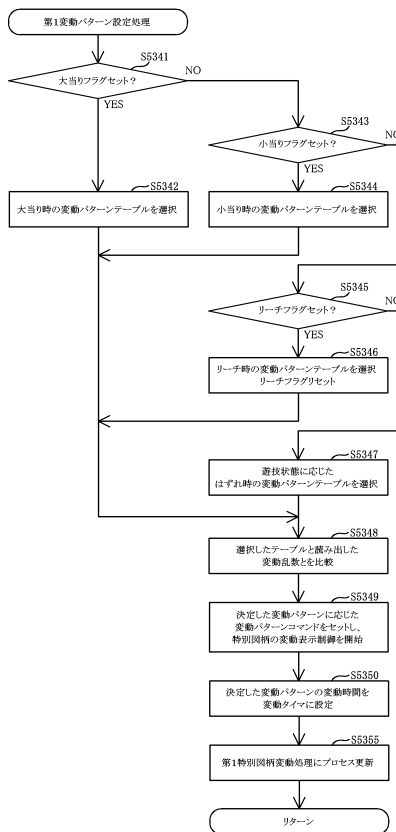 第1変動パターン設定処理
S5341
大当りフラグセット?
NO
YES
S5343
小当りフラグセット?
NO
YES
S5342
大当り時の変動パターンテーブルを選択
S5344
小当り時の変動パターンテーブルを選択
S5345
リーチフラグセット?
NO
YES
S5346
リーチ時の変動パターンテーブルを選択
リーチフラグリセット
S5347
遊技状態に応じた
はずれ時の変動パターンテーブルを選択
S5348
選択したテーブルと読み出した
変動乱数とを比較
S5349
決定した変動パターンに応じた
変動パターンコマンドをセットし、
特別図柄の変動表示制御を開始
S5350
決定した変動パターンの変動時間を
変動タイマに設定
S5355
第1特別図柄変動処理にプロセス更新
リターン